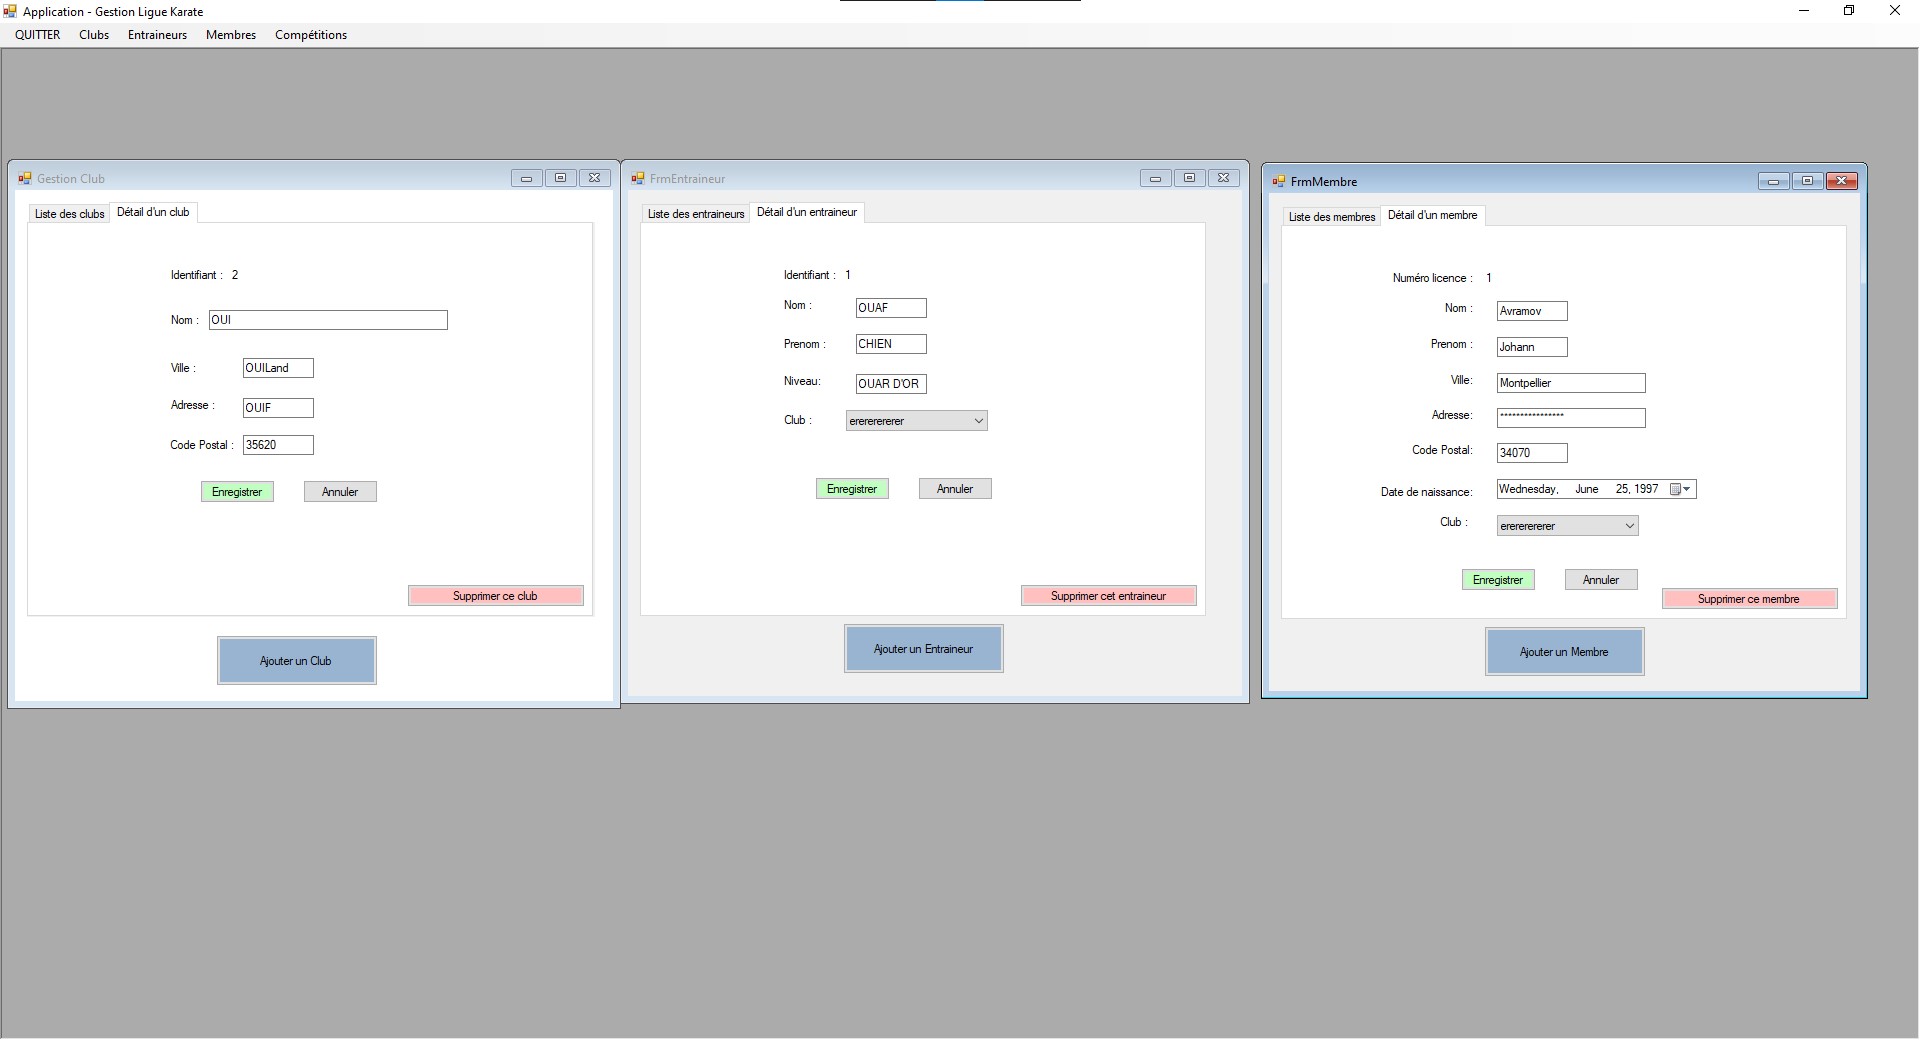 Application - Gestion Ligue Karate
QUITTER Clubs Entraineurs Membres Compétitions
Gestion Club
Liste des clubs Détail d'un club
Identifiant : 2
Nom : OUI
Ville : OUILand
Adresse : OUIF
Code Postal : 35620
Enregistrer Annuler
Supprimer ce club
Ajouter un Club
FrmEntraineur
Liste des entraineurs Détail d'un entraineur
Identifiant : 1
Nom : OUAF
Prenom : CHIEN
Niveau: OUAR D'OR
Club : erererererer
Enregistrer Annuler
Supprimer cet entraineur
Ajouter un Entraineur
FrmMembre
Liste des membres Détail d'un membre
Numéro licence : 1
Nom : Avramov
Prenom : Johann
Ville: Montpellier
Adresse: ****************
Code Postal: 34070
Date de naissance: Wednesday, June 25, 1997
Club : erererererer
Enregistrer Annuler
Supprimer ce membre
Ajouter un Membre